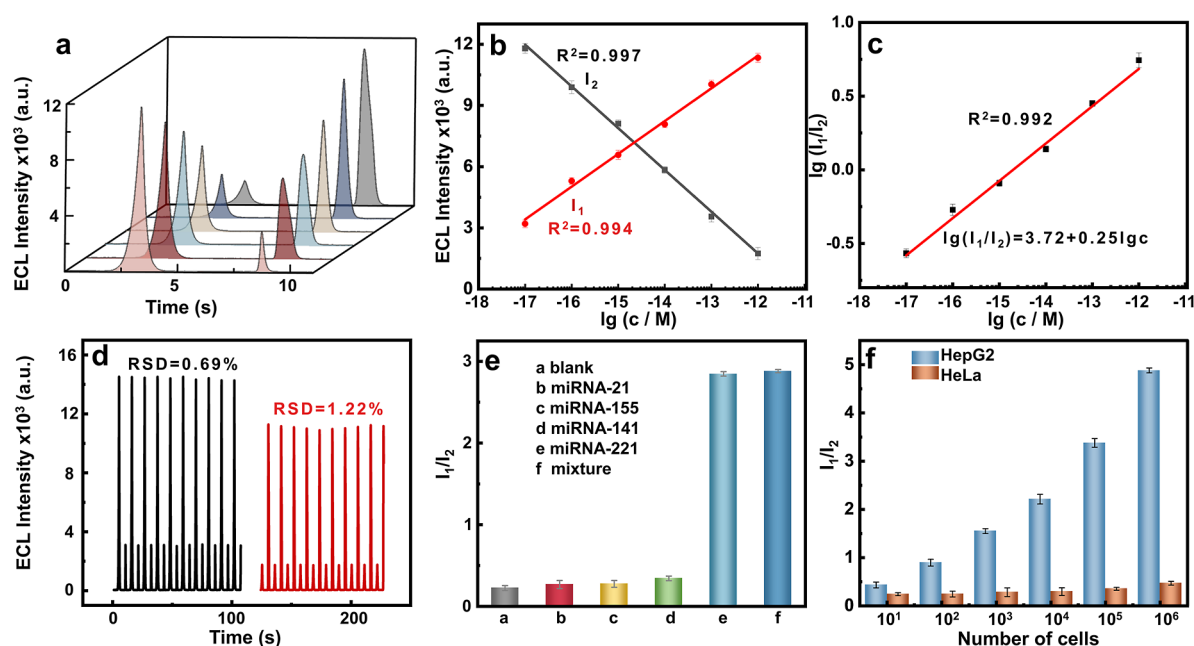 a
ECL Intensity x10³ (a.u.)
12
8
4
0
5
10
Time (s)
b
ECL Intensity x10³ (a.u.)
12
9
6
3
0
R²=0.997
I₂
I₁
R²=0.994
-18 -17 -16 -15 -14 -13 -12 -11
lg (c / M)
c
lg (I₁/I₂)
1.0
0.5
0.0
-0.5
R²=0.992
lg(I₁/I₂)=3.72+0.25lgc
-18 -17 -16 -15 -14 -13 -12 -11
lg (c / M)
d
ECL Intensity x10³ (a.u.)
16
12
8
4
0
RSD=0.69%
RSD=1.22%
0 100 200
Time (s)
e
I₁/I₂
3
2
1
0
a blank
b miRNA-21
c miRNA-155
d miRNA-141
e miRNA-221
f mixture
a b c d e f
f
I₁/I₂
5
4
3
2
1
0
HepG2
HeLa
10¹ 10² 10³ 10⁴ 10⁵ 10⁶
Number of cells